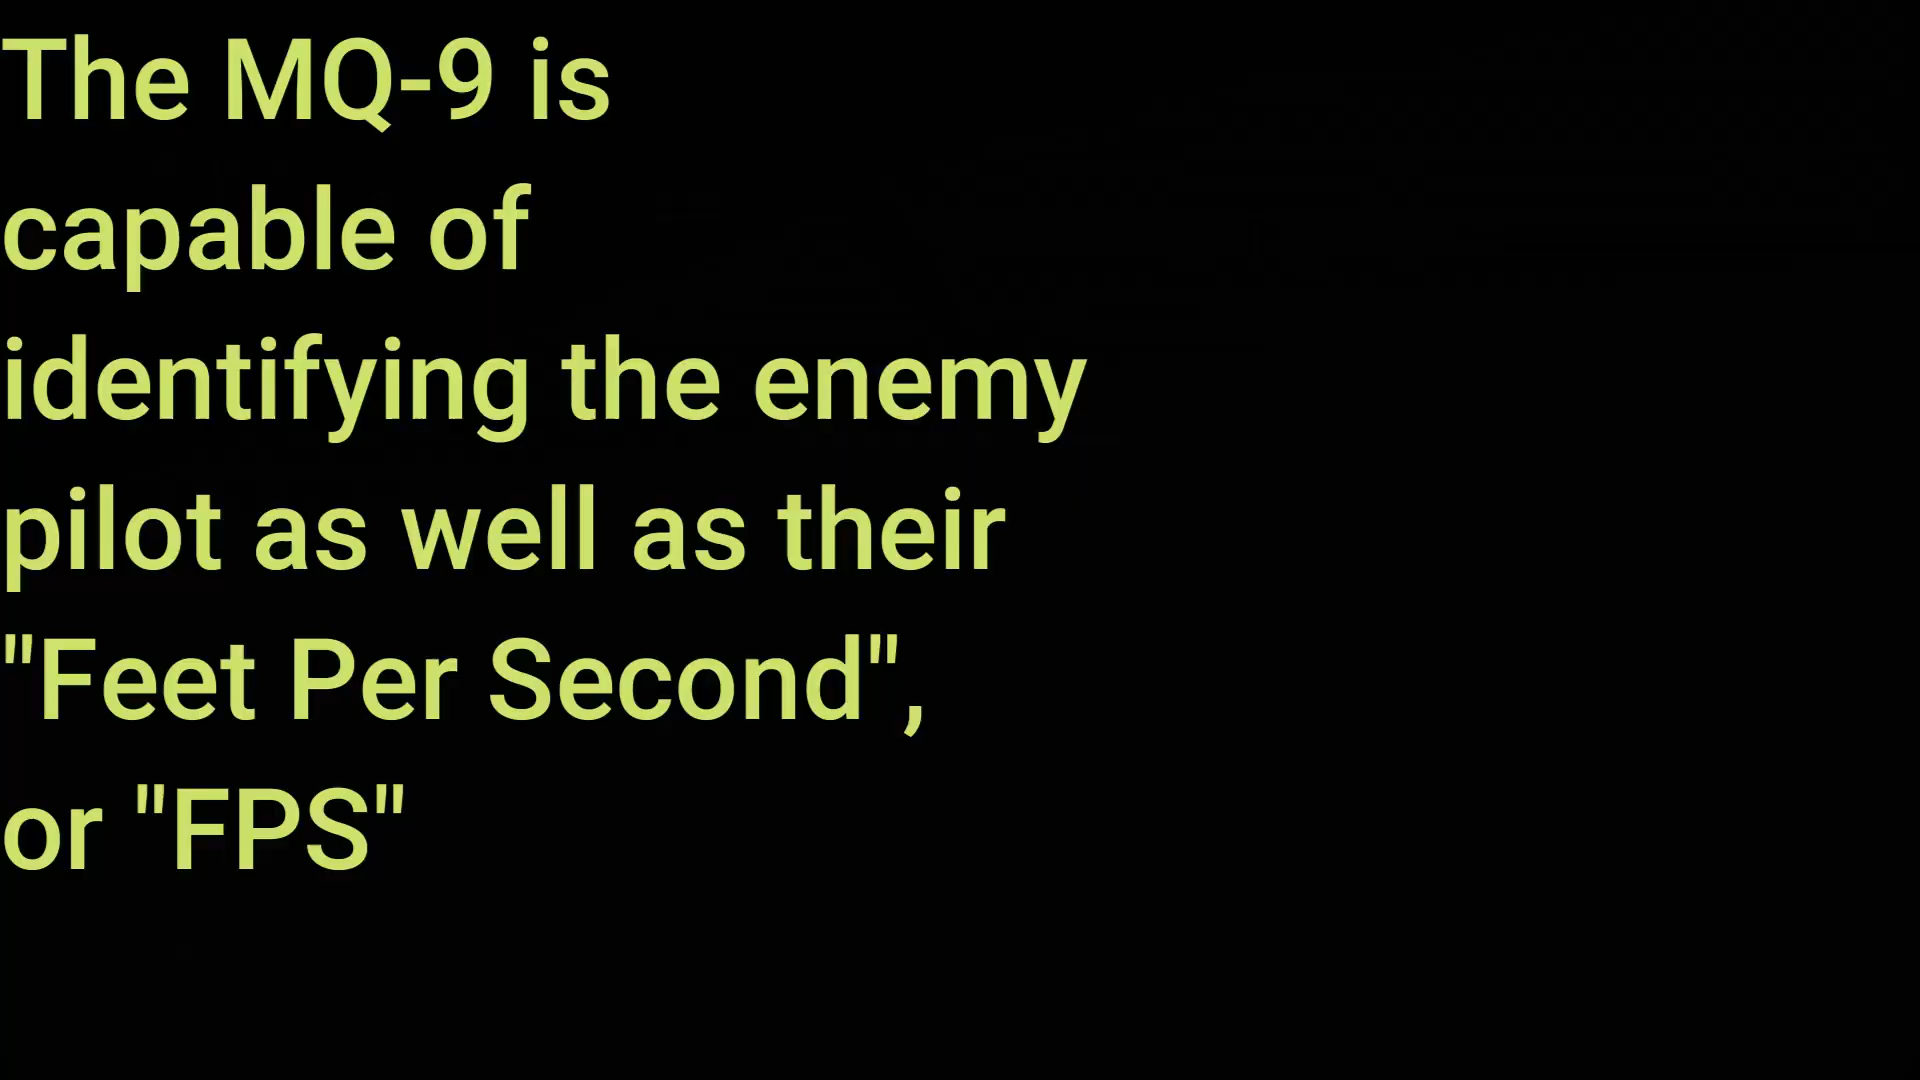 The MQ-9 is
capable of
identifying the enemy
pilot as well as their
"Feet Per Second",
or "FPS"